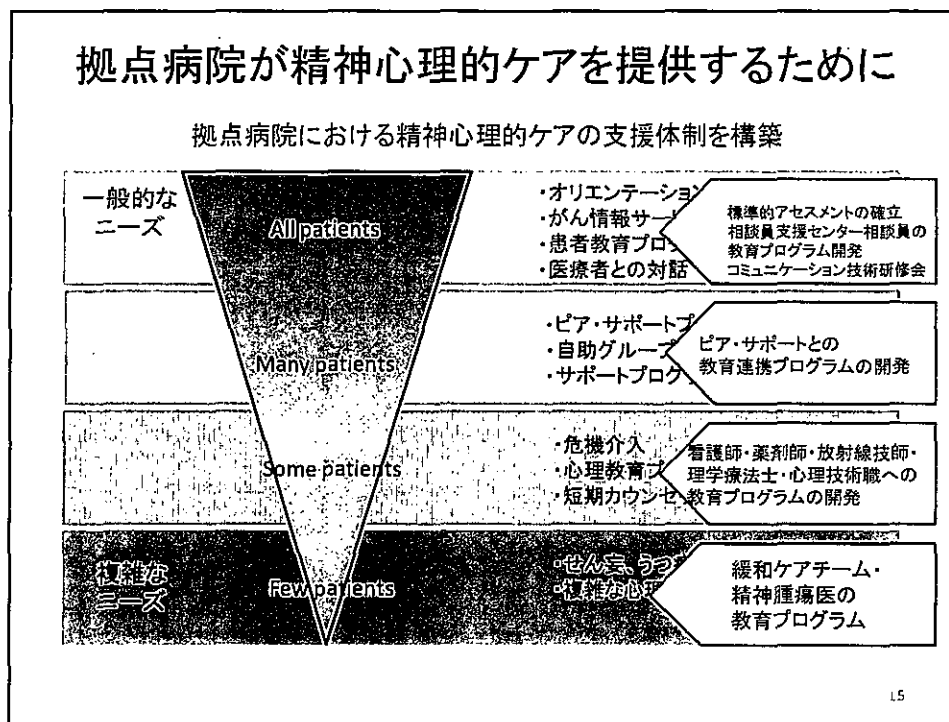 拠点病院が精神心理的ケアを提供するために
拠点病院における精神心理的ケアの支援体制を構築
一般的な
ニーズ
All patients
・オリエンテーション
・がん情報サー
・患者教育プログ
・医療者との対話
標準的アセスメントの確立
相談員支援センター相談員の
教育プログラム開発
コミュニケーション技術研修会
Many patients
・ピア・サポートプ
・自助グループ
・サポートプログ
ピア・サポートとの
教育連携プログラムの開発
Some patients
・危機介入
・心理教育プ
・短期カウンセ
看護師・薬剤師・放射線技師・
理学療法士・心理技術職への
教育プログラムの開発
複雑な
ニーズ
Few patients
・せん妄、うつ
・複雑な心
緩和ケアチーム・
精神腫瘍医の
教育プログラム
15